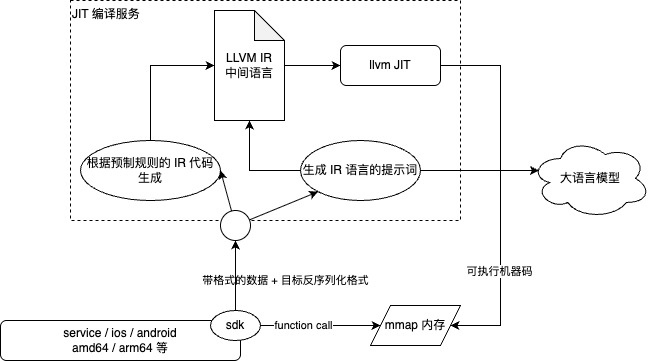 JIT 编译服务
LLVM IR
中间语言
llvm JIT
根据预制规则的 IR 代码
生成
生成 IR 语言的提示词
大语言模型
可执行机器码
带格式的数据 + 目标反序列化格式
service / ios / android
amd64 / arm64 等
sdk
function call
mmap 内存